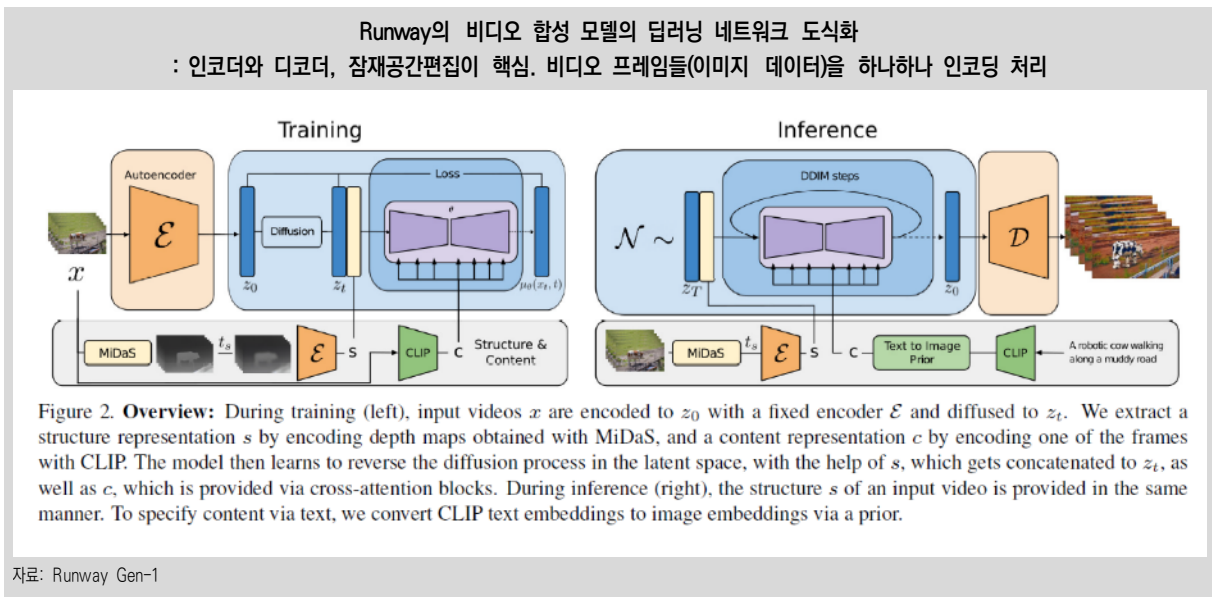 Runway의 비디오 합성 모델의 딥러닝 네트워크 도식화
: 인코더와 디코더, 잠재공간편집이 핵심. 비디오 프레임들(이미지 데이터)을 하나하나 인코딩 처리
Training
Autoencoder
ℰ
x
Diffusion
z₀
zₜ
Loss
θ
μθ(xₜ, t)
MiDaS
tₛ
ℰ
S
CLIP
C
Structure &
Content
Inference
𝒩 ∼
z_T
DDIM steps
z₀
𝒟
MiDaS
tₛ
ℰ
S
C
Text to Image
Prior
CLIP
A robotic cow walking
along a muddy road
Figure 2. Overview: During training (left), input videos x are encoded to z₀ with a fixed encoder ℰ and diffused to zₜ. We extract a
structure representation s by encoding depth maps obtained with MiDaS, and a content representation c by encoding one of the frames
with CLIP. The model then learns to reverse the diffusion process in the latent space, with the help of s, which gets concatenated to zₜ, as
well as c, which is provided via cross-attention blocks. During inference (right), the structure s of an input video is provided in the same
manner. To specify content via text, we convert CLIP text embeddings to image embeddings via a prior.
자료: Runway Gen-1